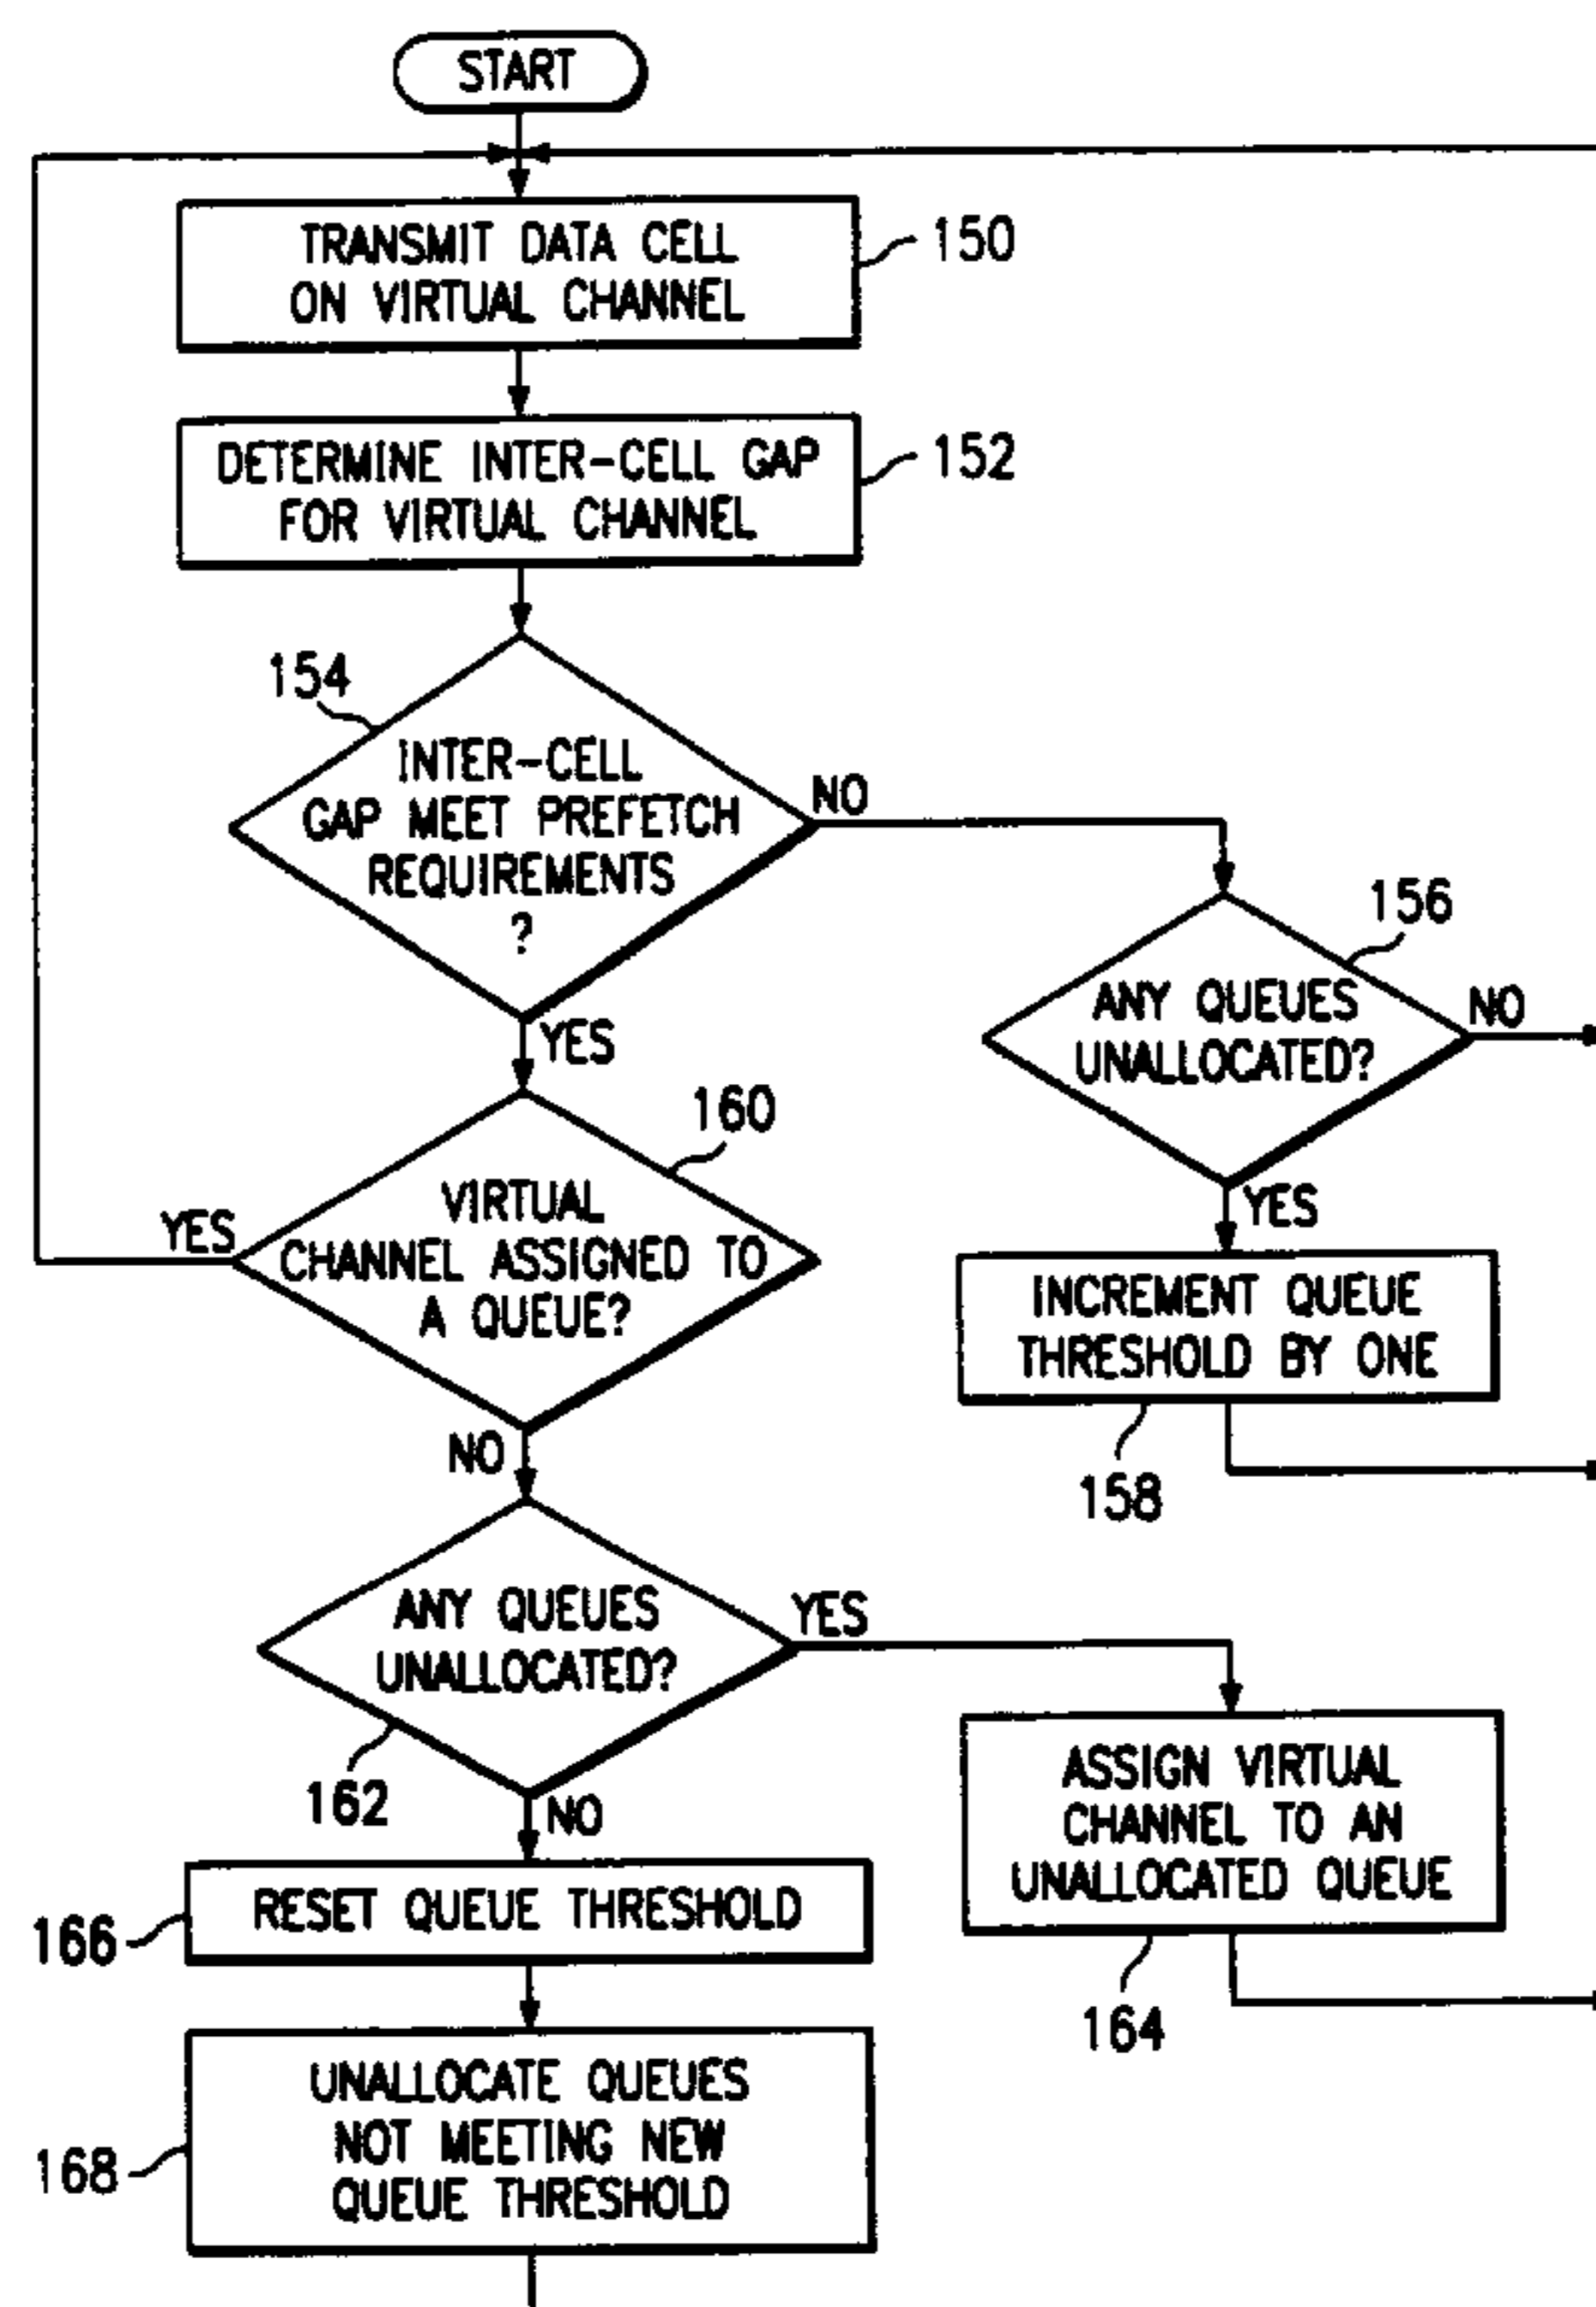 START
TRANSMIT DATA CELL
ON VIRTUAL CHANNEL
150
DETERMINE INTER-CELL GAP
FOR VIRTUAL CHANNEL
152
154
INTER-CELL
GAP MEET PREFETCH
REQUIREMENTS
?
NO
YES
156
ANY QUEUES
UNALLOCATED?
NO
YES
160
VIRTUAL
CHANNEL ASSIGNED TO
A QUEUE?
YES
NO
INCREMENT QUEUE
THRESHOLD BY ONE
158
ANY QUEUES
UNALLOCATED?
YES
162
NO
ASSIGN VIRTUAL
CHANNEL TO AN
UNALLOCATED QUEUE
164
RESET QUEUE THRESHOLD
166
UNALLOCATE QUEUES
NOT MEETING NEW
QUEUE THRESHOLD
168